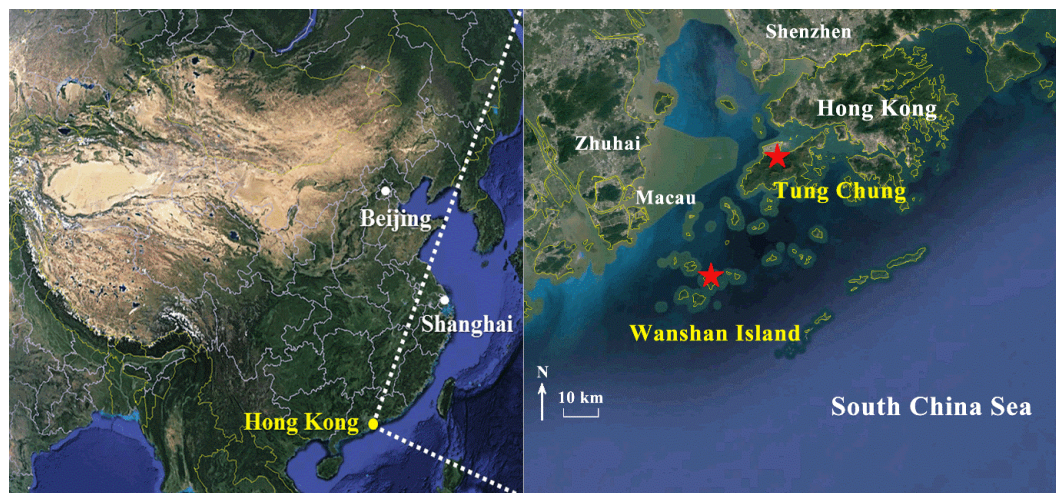 Beijing
Shanghai
Hong Kong
Shenzhen
Hong Kong
Zhuhai
Tung Chung
Macau
Wanshan Island
N
10 km
South China Sea